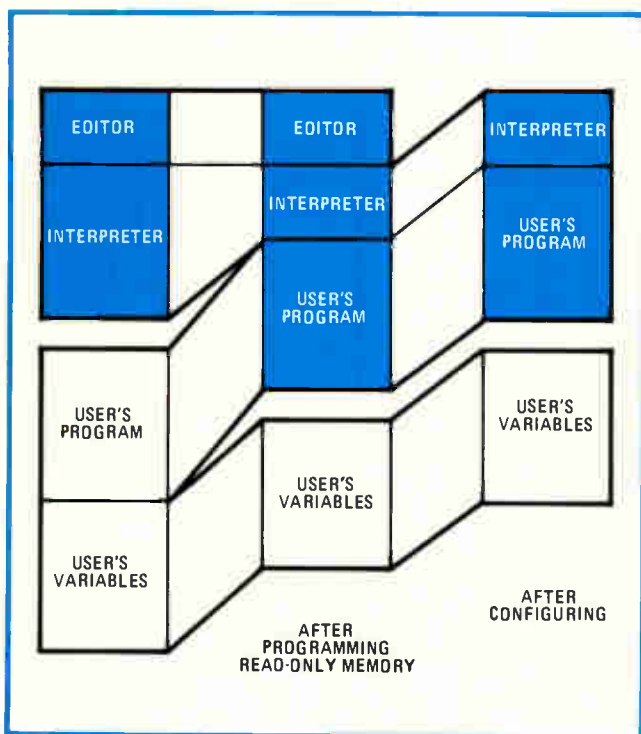 EDITOR
INTERPRETER
USER'S
PROGRAM
USER'S
VARIABLES
EDITOR
INTERPRETER
USER'S
PROGRAM
USER'S
VARIABLES
AFTER
PROGRAMMING
READ-ONLY MEMORY
INTERPRETER
USER'S
PROGRAM
USER'S
VARIABLES
AFTER
CONFIGURING